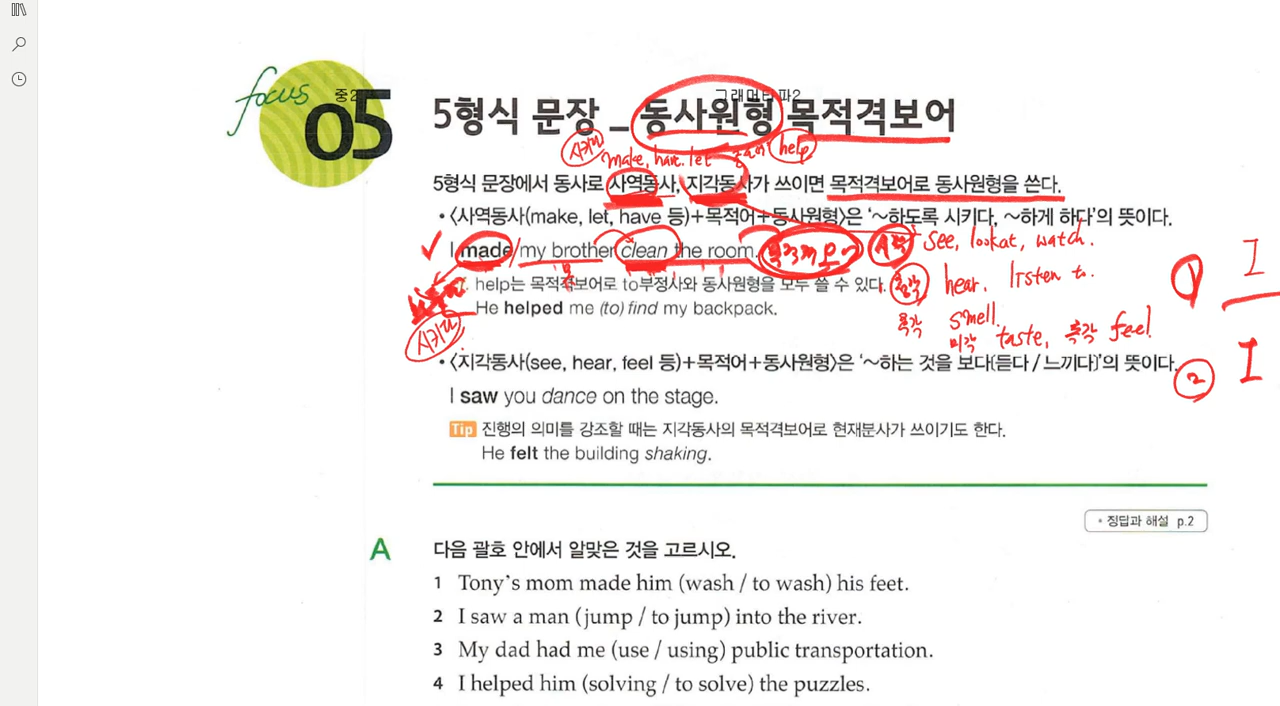 focus 05 중2
그래머타파2
5형식 문장 _ 동사원형 목적격보어
시키다 make, have. let help
5형식 문장에서 동사로 사역동사, 지각동사가 쓰이면 목적격보어로 동사원형을 쓴다.
• 〈사역동사(make, let, have 등)+목적어+동사원형〉은 '~하도록 시키다, ~하게 하다'의 뜻이다.
I made my brother clean the room.
목적격보어 시각 see, look at, watch.
help는 목적격보어로 to부정사와 동사원형을 모두 쓸 수 있다.
청각 hear, listen to.
He helped me (to) find my backpack.
smell.
시키다
미각 taste, 촉각 feel
• 〈지각동사(see, hear, feel 등)+목적어+동사원형〉은 '~하는 것을 보다(듣다/느끼다)'의 뜻이다.
1 I
2 I
I saw you dance on the stage.
Tip 진행의 의미를 강조할 때는 지각동사의 목적격보어로 현재분사가 쓰이기도 한다.
He felt the building shaking.
• 정답과 해설 p.2
A 다음 괄호 안에서 알맞은 것을 고르시오.
1 Tony's mom made him (wash / to wash) his feet.
2 I saw a man (jump / to jump) into the river.
3 My dad had me (use / using) public transportation.
4 I helped him (solving / to solve) the puzzles.